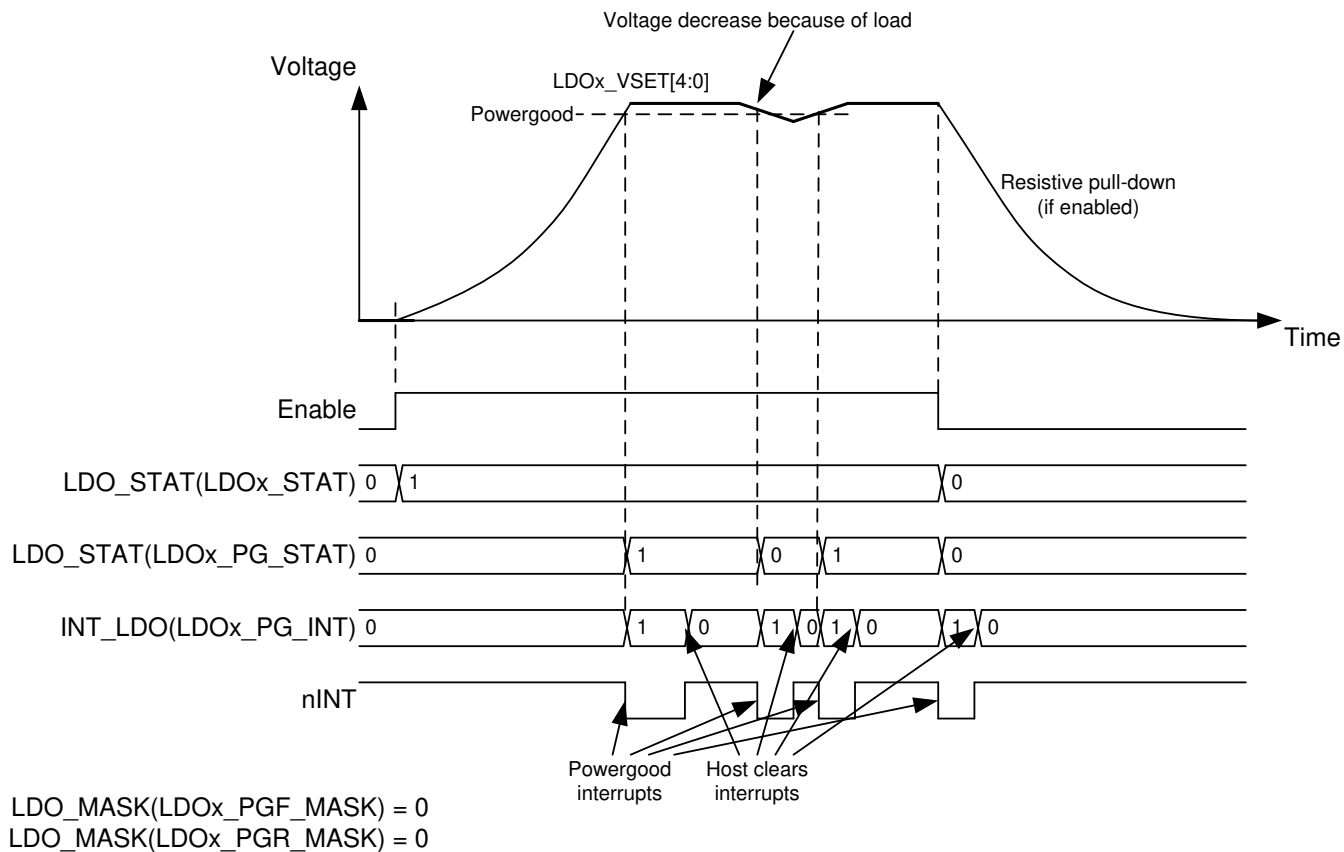 Voltage decrease because of load
Voltage
LDOx_VSET[4:0]
Powergood
Resistive pull-down
(if enabled)
Time
Enable
LDO_STAT(LDOx_STAT) 0 1 0
LDO_STAT(LDOx_PG_STAT) 0 1 0 1 0
INT_LDO(LDOx_PG_INT) 0 1 0 1 0 1 0 1 0
nINT
Powergood
interrupts
Host clears
interrupts
LDO_MASK(LDOx_PGF_MASK) = 0
LDO_MASK(LDOx_PGR_MASK) = 0